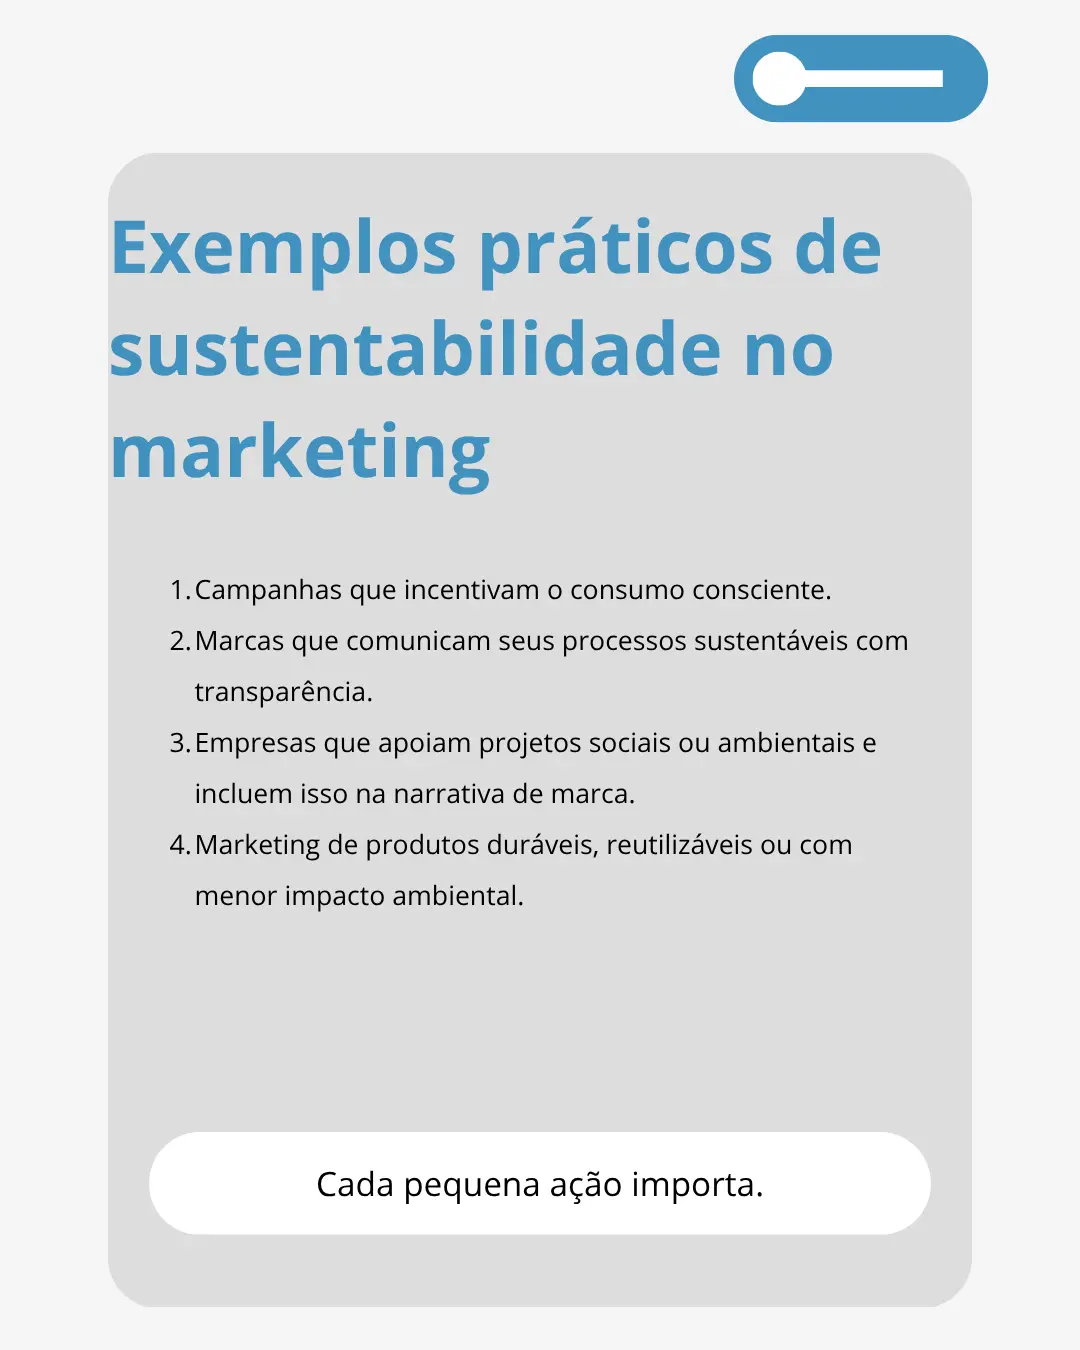 Exemplos práticos de
sustentabilidade no
marketing
1. Campanhas que incentivam o consumo consciente.
2. Marcas que comunicam seus processos sustentáveis com
transparência.
3. Empresas que apoiam projetos sociais ou ambientais e
incluem isso na narrativa de marca.
4. Marketing de produtos duráveis, reutilizáveis ou com
menor impacto ambiental.
Cada pequena ação importa.